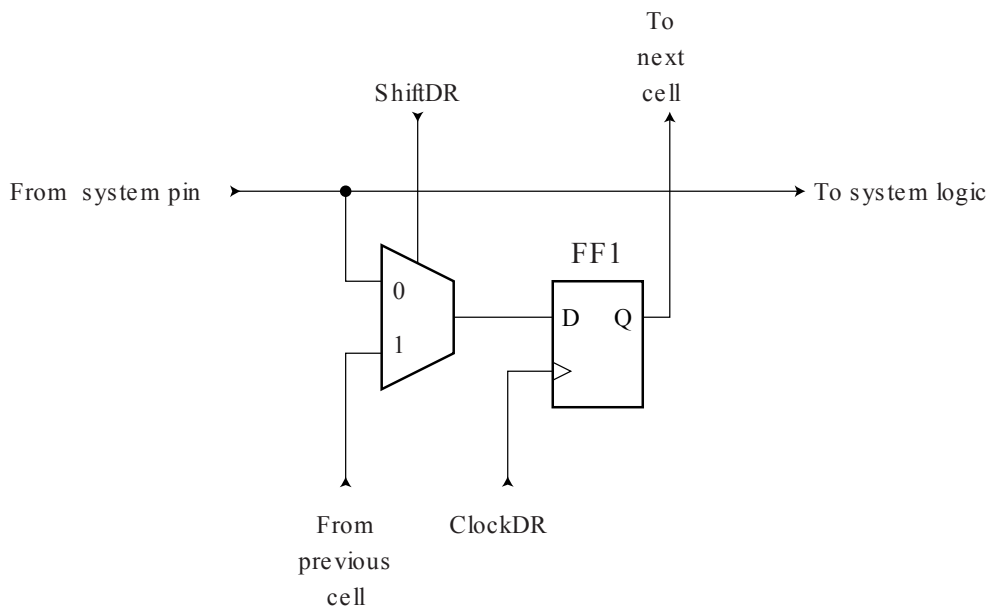 To
next
cell
ShiftDR
From system pin
To system logic
FF1
0
D Q
1
From
previous
cell
ClockDR